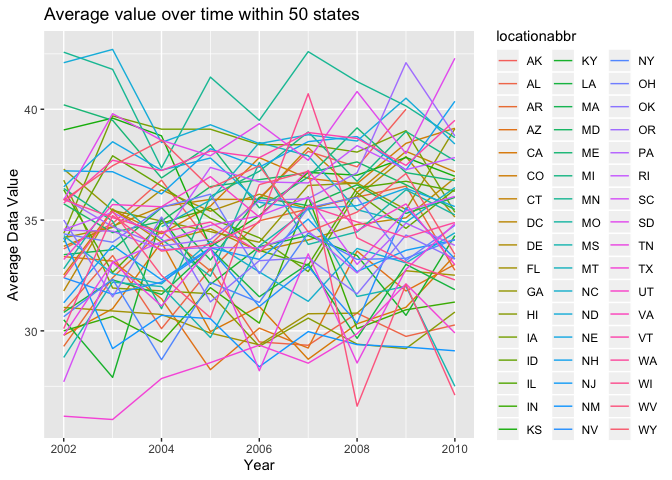 Average value over time within 50 states
Average Data Value
40
35
30
2002
2004
2006
2008
2010
Year
locationabbr
AK
AL
AR
AZ
CA
CO
CT
DC
DE
FL
GA
HI
IA
ID
IL
IN
KS
KY
LA
MA
MD
ME
MI
MN
MO
MS
MT
NC
ND
NE
NH
NJ
NM
NV
NY
OH
OK
OR
PA
RI
SC
SD
TN
TX
UT
VA
VT
WA
WI
WV
WY